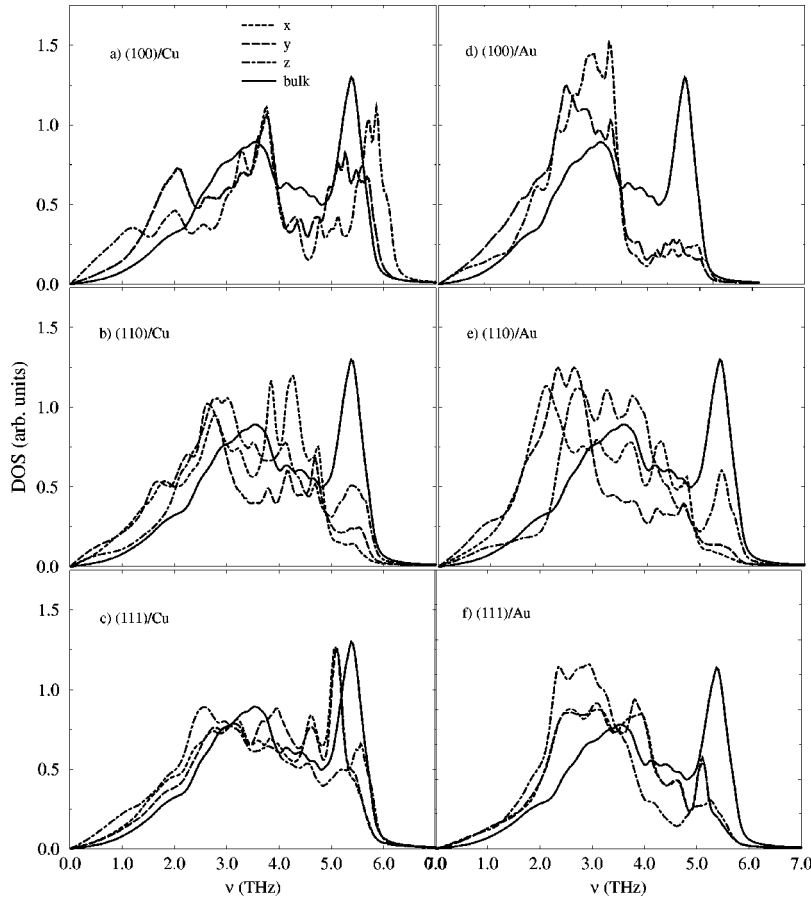 a) (100)/Cu
x
y
z
bulk
d) (100)/Au
1.5
1.0
0.5
0.0
b) (110)/Cu
e) (110)/Au
1.5
1.0
0.5
0.0
DOS (arb. units)
c) (111)/Cu
f) (111)/Au
1.5
1.0
0.5
0.0
0.0 1.0 2.0 3.0 4.0 5.0 6.0 7.0
0.0 1.0 2.0 3.0 4.0 5.0 6.0 7.0
ν (THz)
ν (THz)